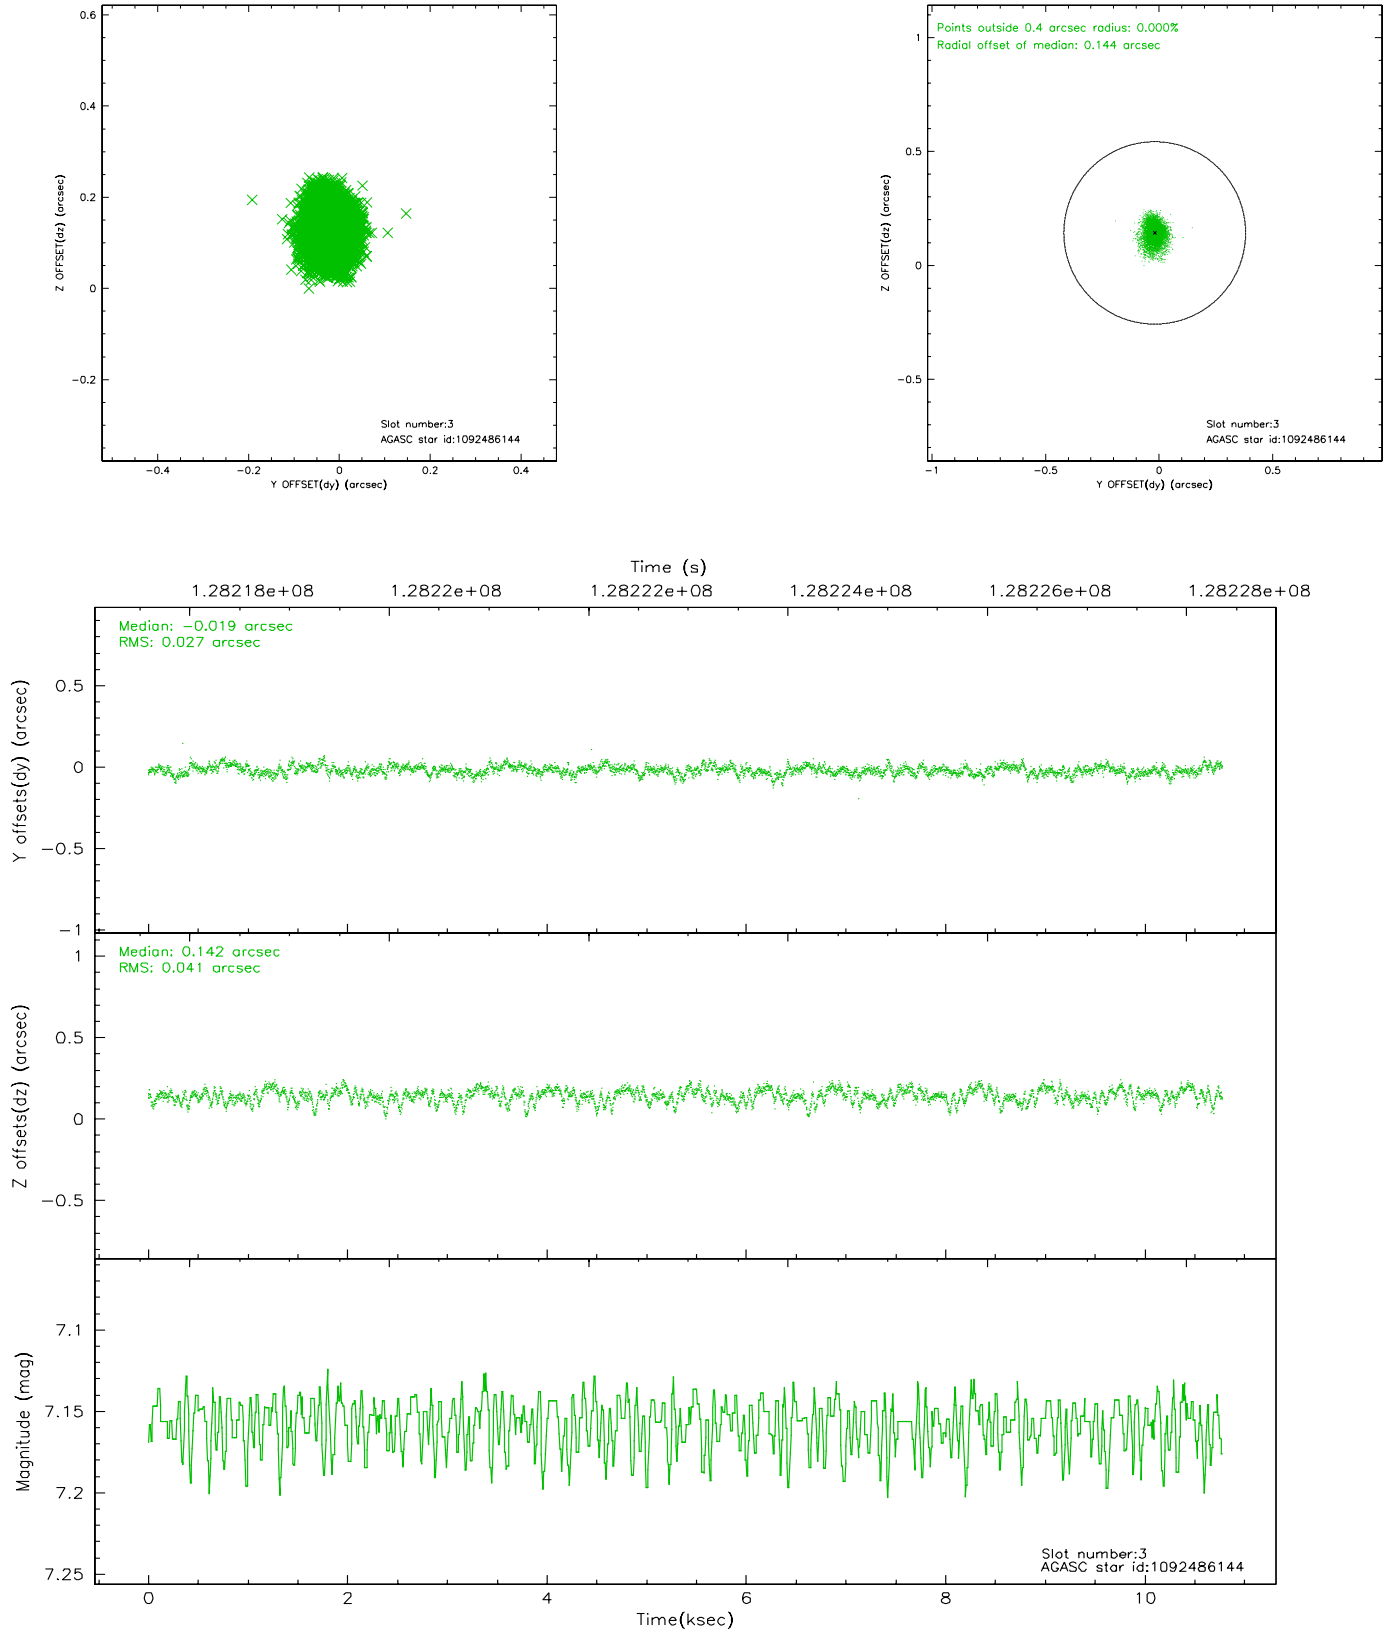 0.6
0.4
0.2
0
-0.2
Z OFFSET(dz) (arcsec)
Slot number:3
AGASC star id:1092486144
-0.4 -0.2 0 0.2 0.4
Y OFFSET(dy) (arcsec)
Points outside 0.4 arcsec radius: 0.000%
Radial offset of median: 0.144 arcsec
1
0.5
0
-0.5
Z OFFSET(dz) (arcsec)
Slot number:3
AGASC star id:1092486144
-1 -0.5 0 0.5
Y OFFSET(dy) (arcsec)
Time (s)
1.28218e+08 1.2822e+08 1.28222e+08 1.28224e+08 1.28226e+08 1.28228e+08
Median: -0.019 arcsec
RMS: 0.027 arcsec
0.5
0
-0.5
-1
Y offsets(dy) (arcsec)
Median: 0.142 arcsec
RMS: 0.041 arcsec
1
0.5
0
-0.5
Z offsets(dz) (arcsec)
7.1
7.15
7.2
7.25
Magnitude (mag)
Slot number:3
AGASC star id:1092486144
0 2 4 6 8 10
Time(ksec)